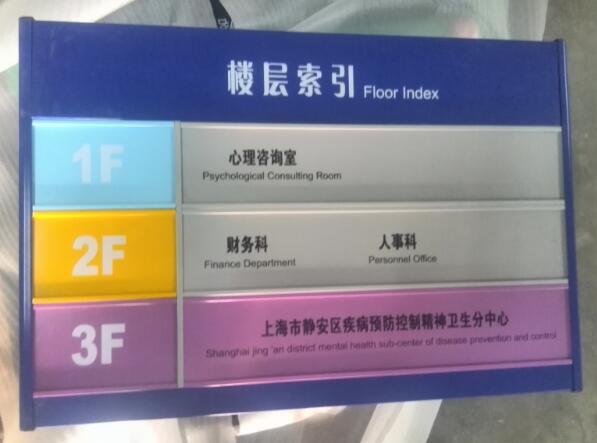 楼层索引 Floor Index
1F
心理咨询室
Psychological Consulting Room
2F
财务科 人事科
Finance Department Personnel Office
3F
上海市静安区疾病预防控制精神卫生分中心
Shanghai jing 'an district mental health sub-center of disease prevention and control